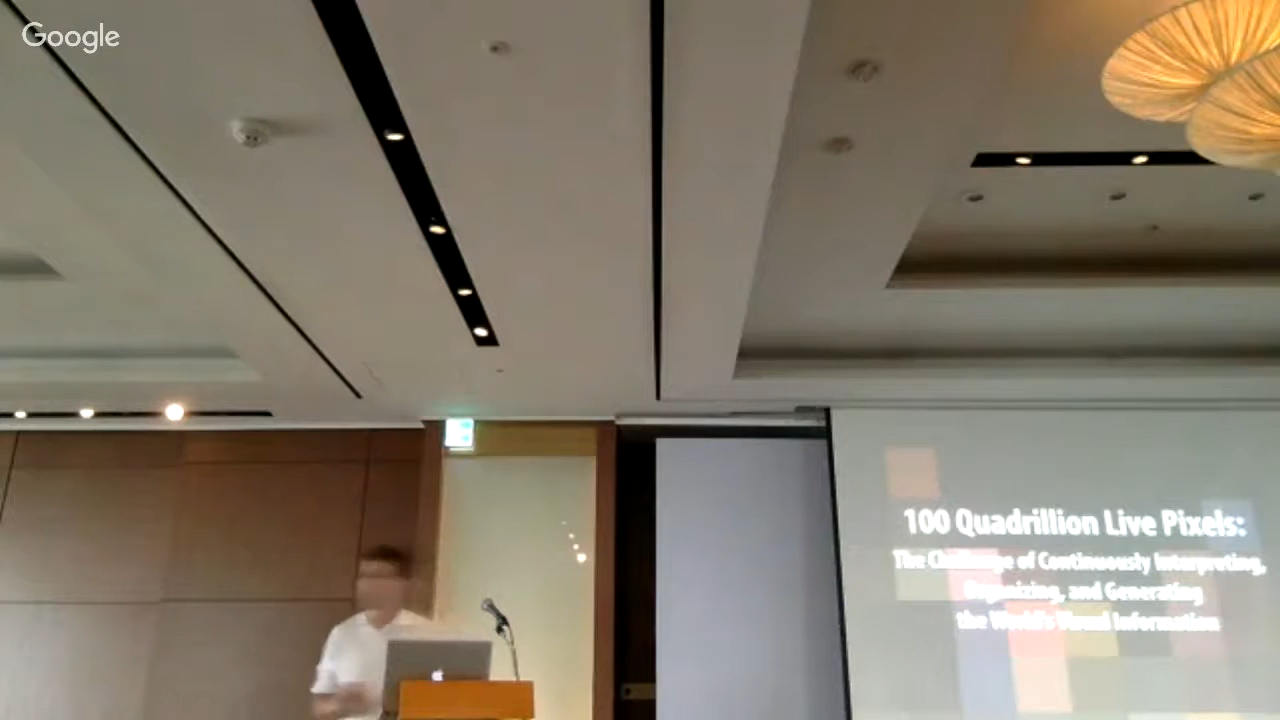 Google
100 Quadrillion Live Pixels:
The Challenge of Continuously Interpreting,
Organizing, and Generating
the World's Visual Information